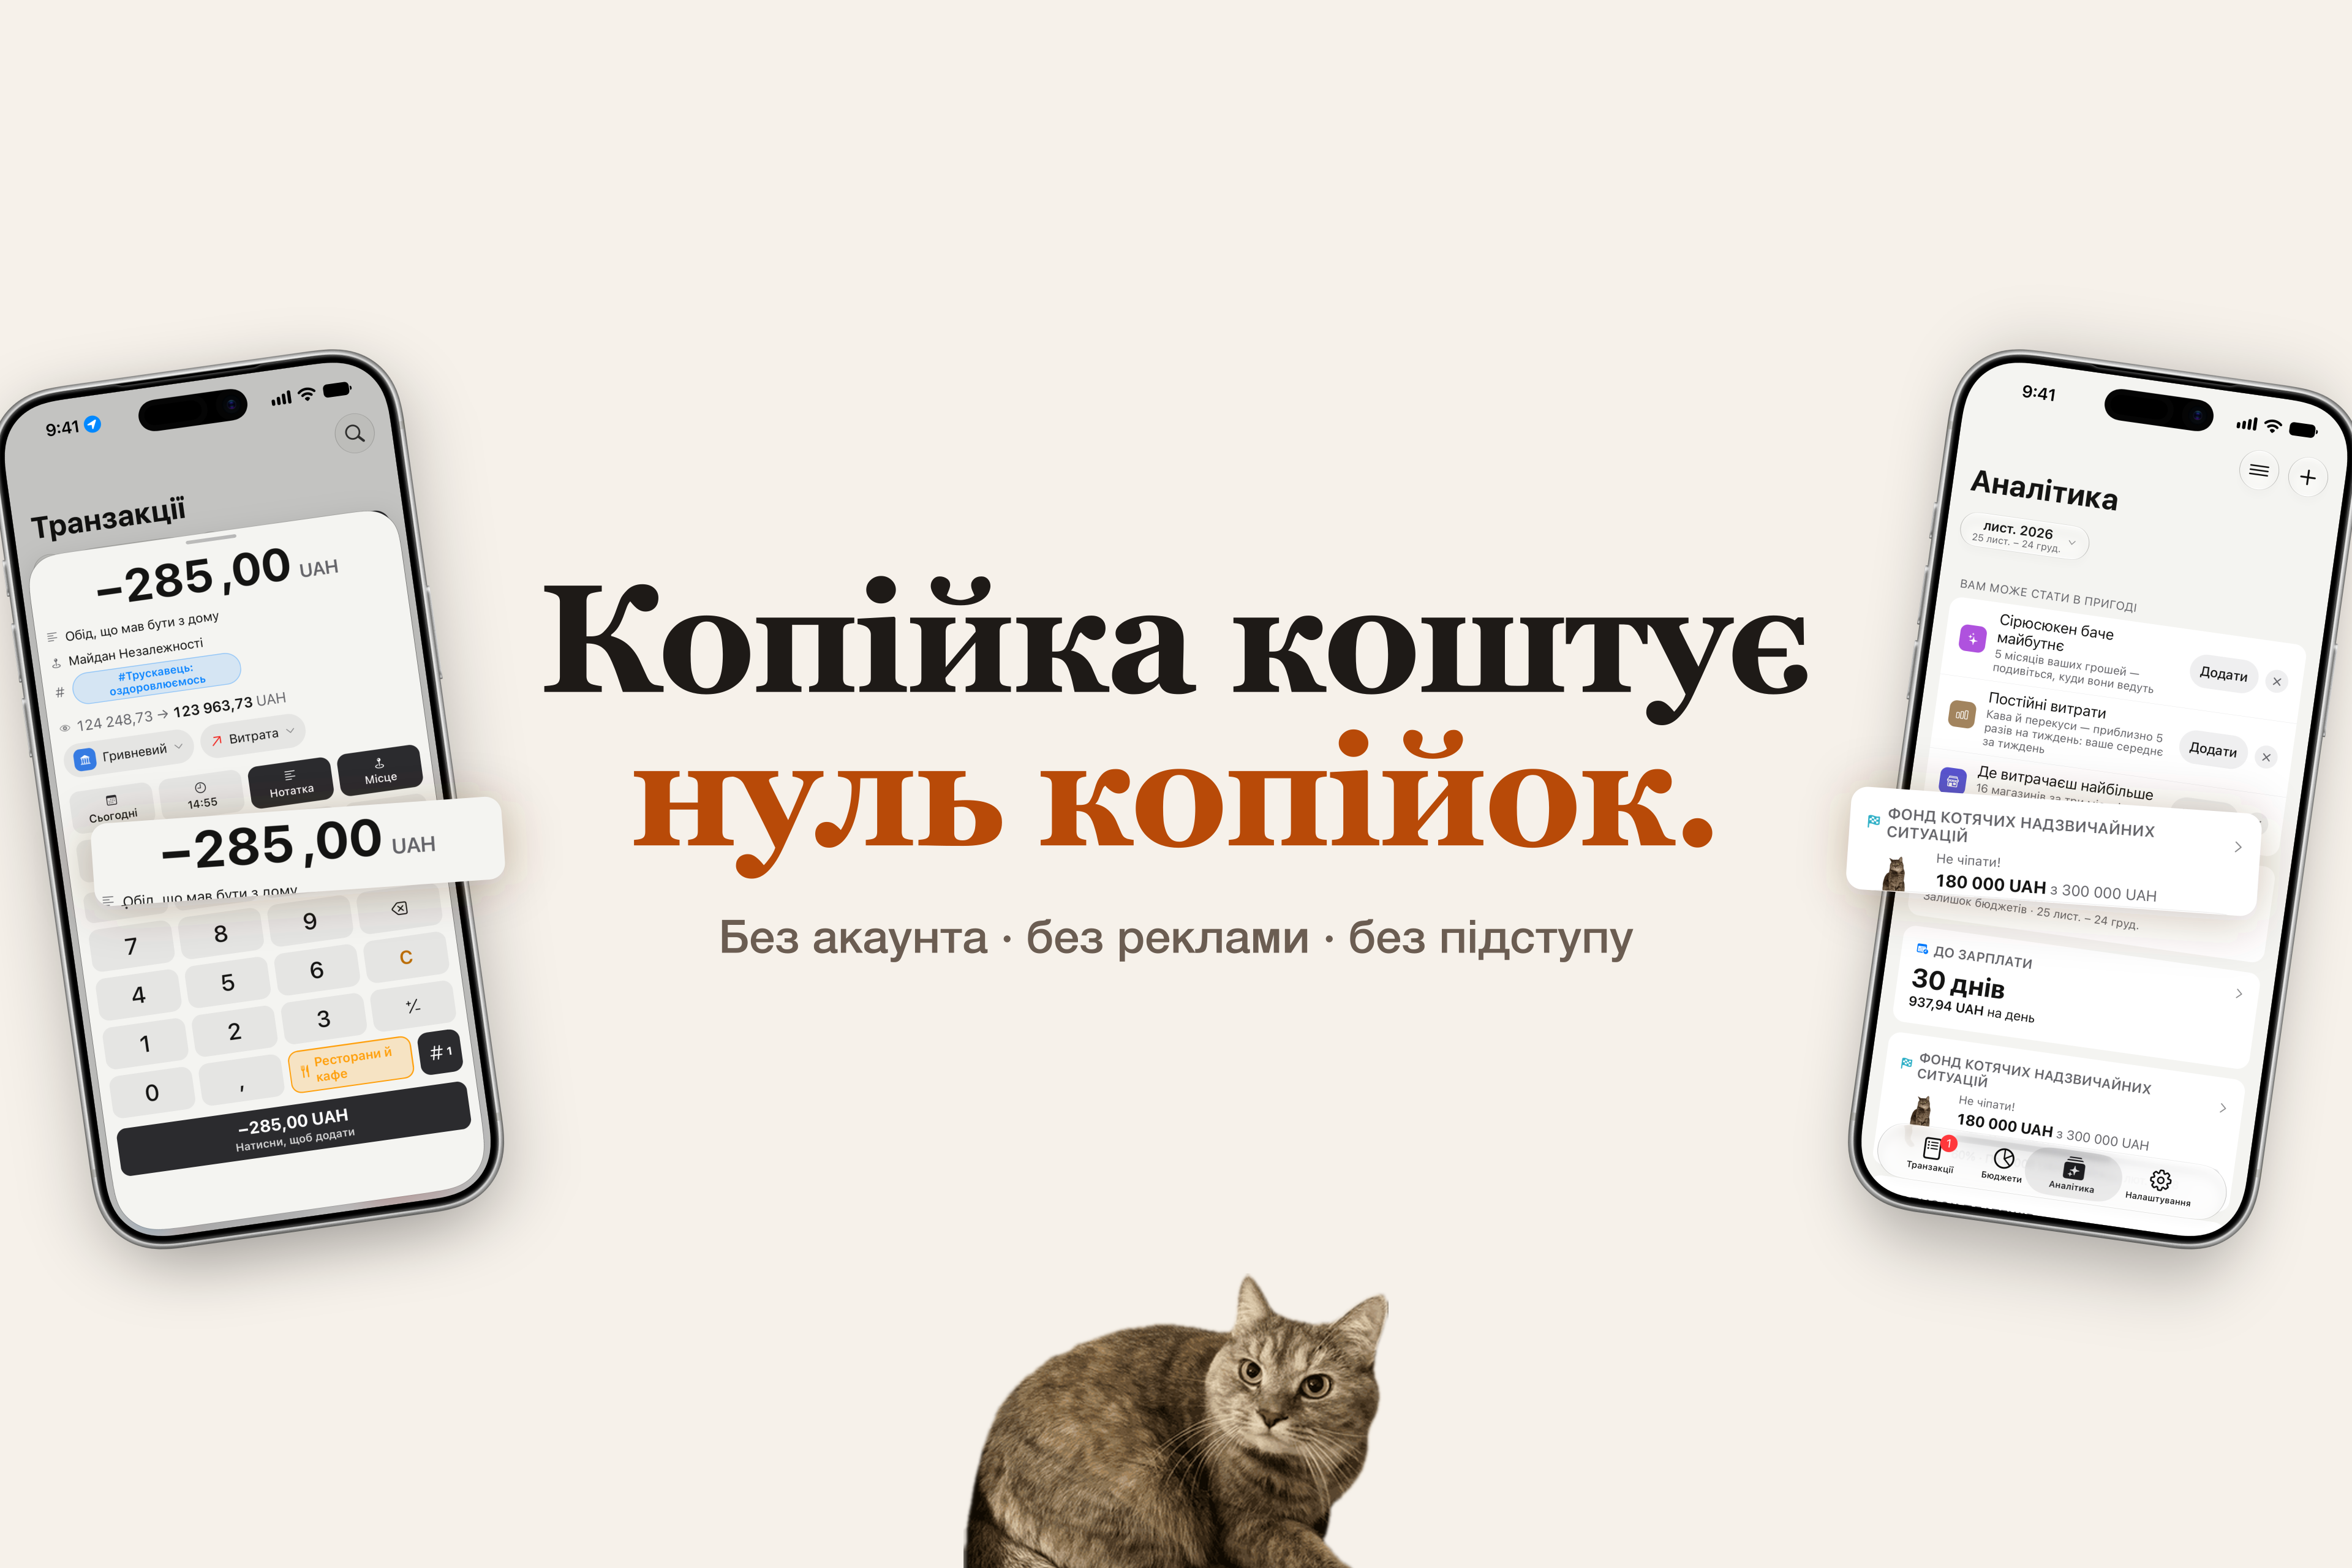 9:41
Транзакції
−285,00 UAH
Обід, що мав бути з дому
Майдан Незалежності
#
#Трускавець:
оздоровлюємось
124 248,73 → 123 963,73 UAH
Гривневий
Витрата
Сьогодні
14:55
Нотатка
Місце
−285,00 UAH
Обід, що мав бути з дому
7 8 9
4 5 6 C
1 2 3 +/-
0 , Ресторани й
кафе
# 1
−285,00 UAH
Натисни, щоб додати
Копійка коштує
нуль копійок.
Без акаунта · без реклами · без підступу
9:41
Аналітика
лист. 2026
25 лист. – 24 груд.
ВАМ МОЖЕ СТАТИ В ПРИГОДІ
Сірюсюкен баче
майбутнє
5 місяців ваших грошей —
подивіться, куди вони ведуть
Додати
Постійні витрати
Кава й перекуси — приблизно 5
разів на тиждень: ваше середнє
за тиждень
Додати
Де витрачаєш найбільше
16 магазинів за три
ФОНД КОТЯЧИХ НАДЗВИЧАЙНИХ
СИТУАЦІЙ
Не чіпати!
180 000 UAH з 300 000 UAH
Залишок бюджетів · 25 лист. – 24 груд.
ДО ЗАРПЛАТИ
30 днів
937,94 UAH на день
ФОНД КОТЯЧИХ НАДЗВИЧАЙНИХ
СИТУАЦІЙ
Не чіпати!
180 000 UAH з 300 000 UAH
1
Транзакції
Бюджети
Аналітика
Налаштування